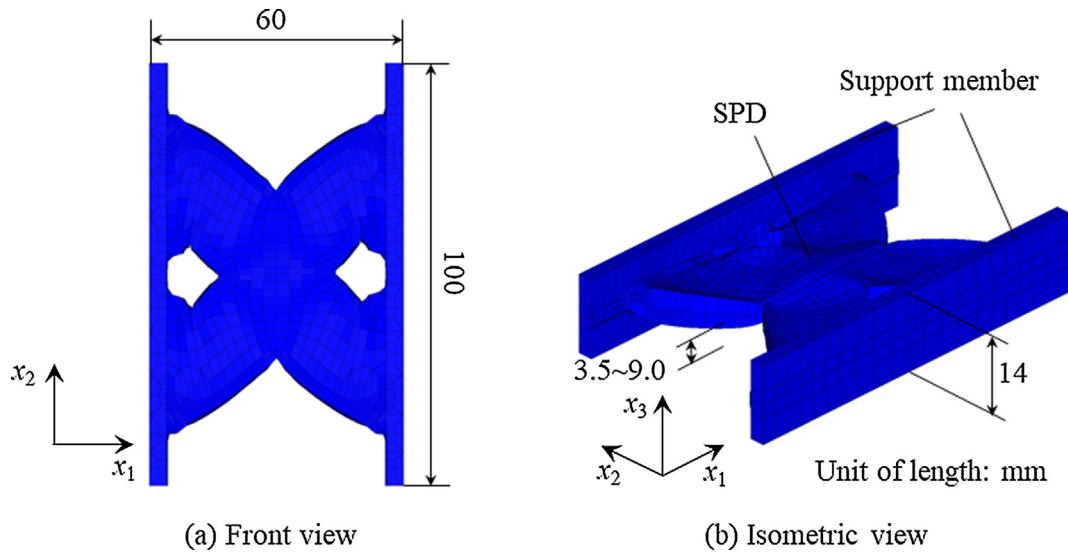 60
100
x2
x1
(a) Front view
Support member
SPD
3.5~9.0
14
x3
x2
x1
Unit of length: mm
(b) Isometric view